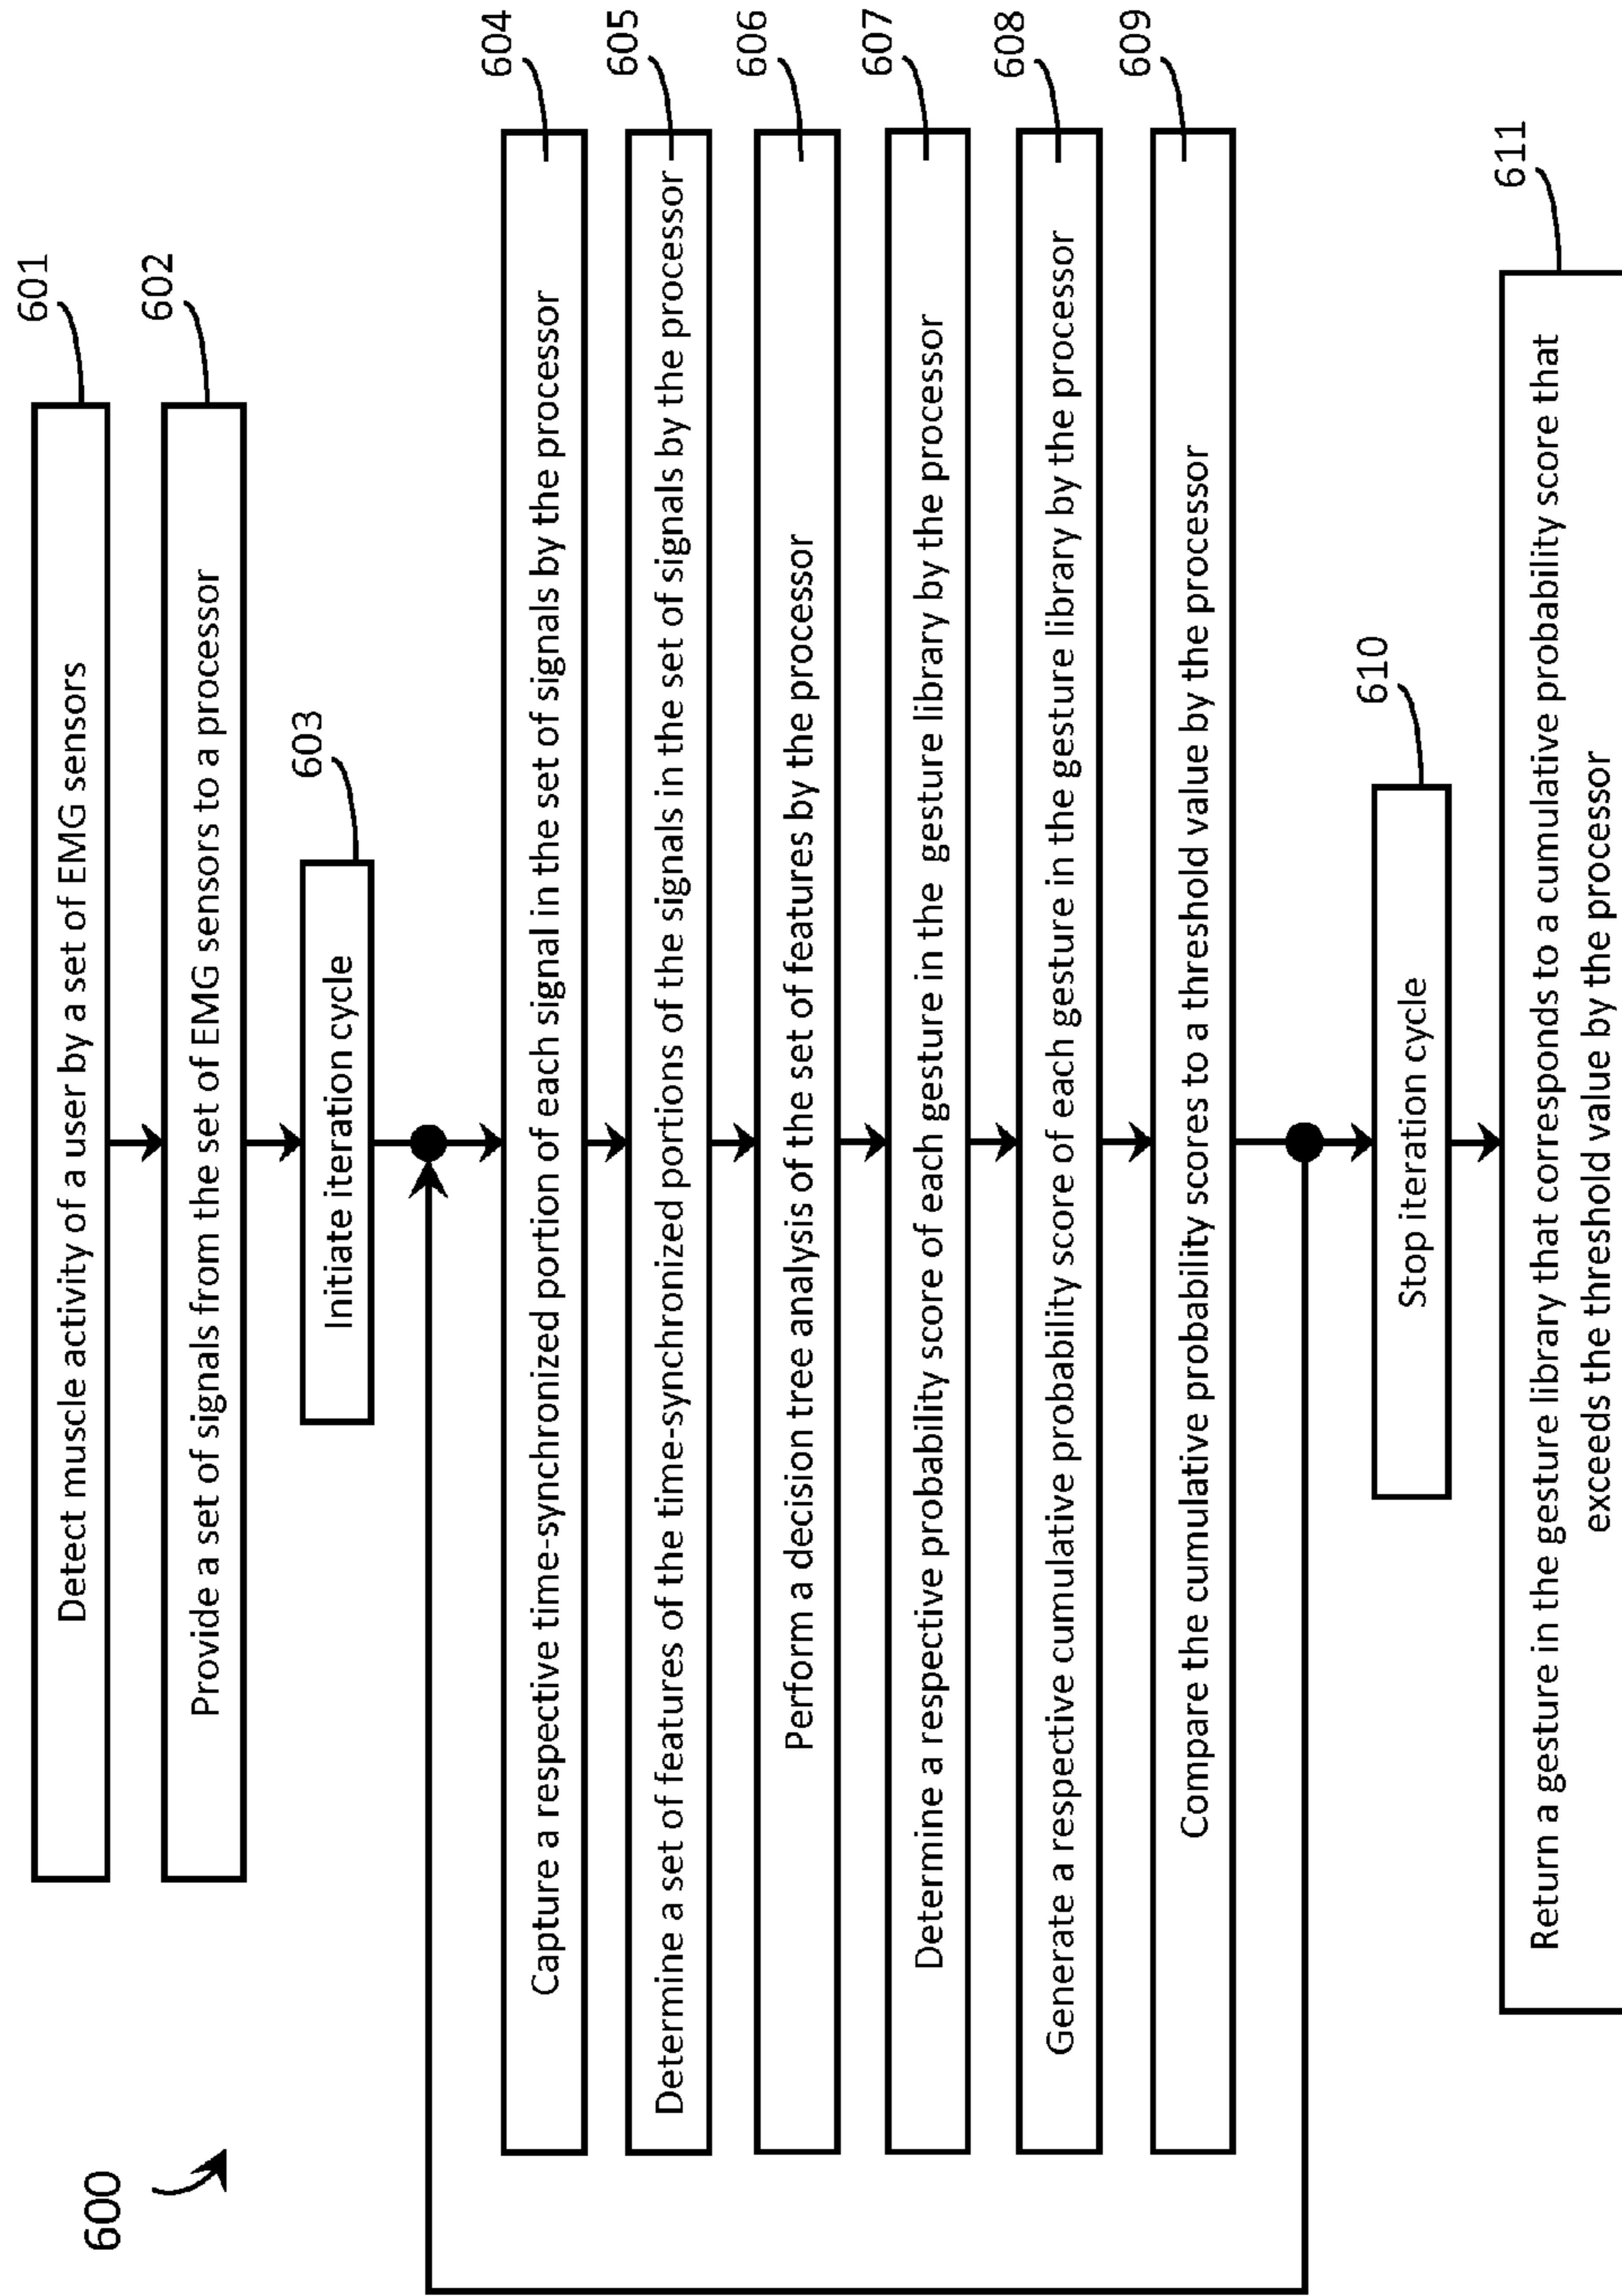 600
601
Detect muscle activity of a user by a set of EMG sensors
602
Provide a set of signals from the set of EMG sensors to a processor
603
Initiate iteration cycle
604
Capture a respective time-synchronized portion of each signal in the set of signals by the processor
605
Determine a set of features of the time-synchronized portions of the signals in the set of signals by the processor
606
Perform a decision tree analysis of the set of features by the processor
607
Determine a respective probability score of each gesture in the gesture library by the processor
608
Generate a respective cumulative probability score of each gesture in the gesture library by the processor
609
Compare the cumulative probability scores to a threshold value by the processor
610
Stop iteration cycle
611
Return a gesture in the gesture library that corresponds to a cumulative probability score that
exceeds the threshold value by the processor